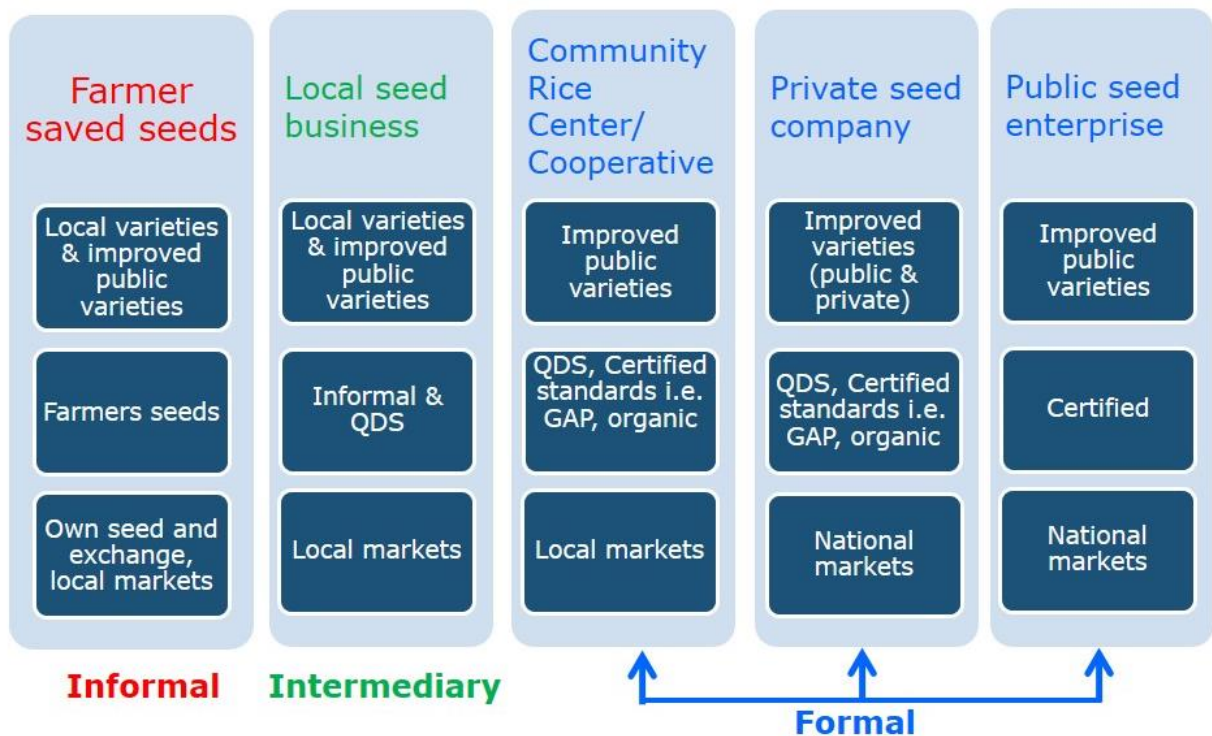 Farmer
saved seeds
Local varieties
& improved
public
varieties
Farmers seeds
Own seed and
exchange,
local markets
Informal
Local seed
business
Local varieties
& improved
public
varieties
Informal &
QDS
Local markets
Intermediary
Community
Rice
Center/
Cooperative
Improved
public
varieties
QDS, Certified
standards i.e.
GAP, organic
Local markets
Private seed
company
Improved
varieties
(public &
private)
QDS, Certified
standards i.e.
GAP, organic
National
markets
Public seed
enterprise
Improved
public
varieties
Certified
National
markets
Formal